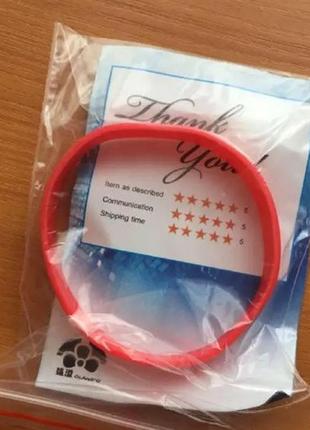 Thank
You!
Item as described ★★★★★ 5
Communication ★★★★★ 5
Shipping time ★★★★★ 5